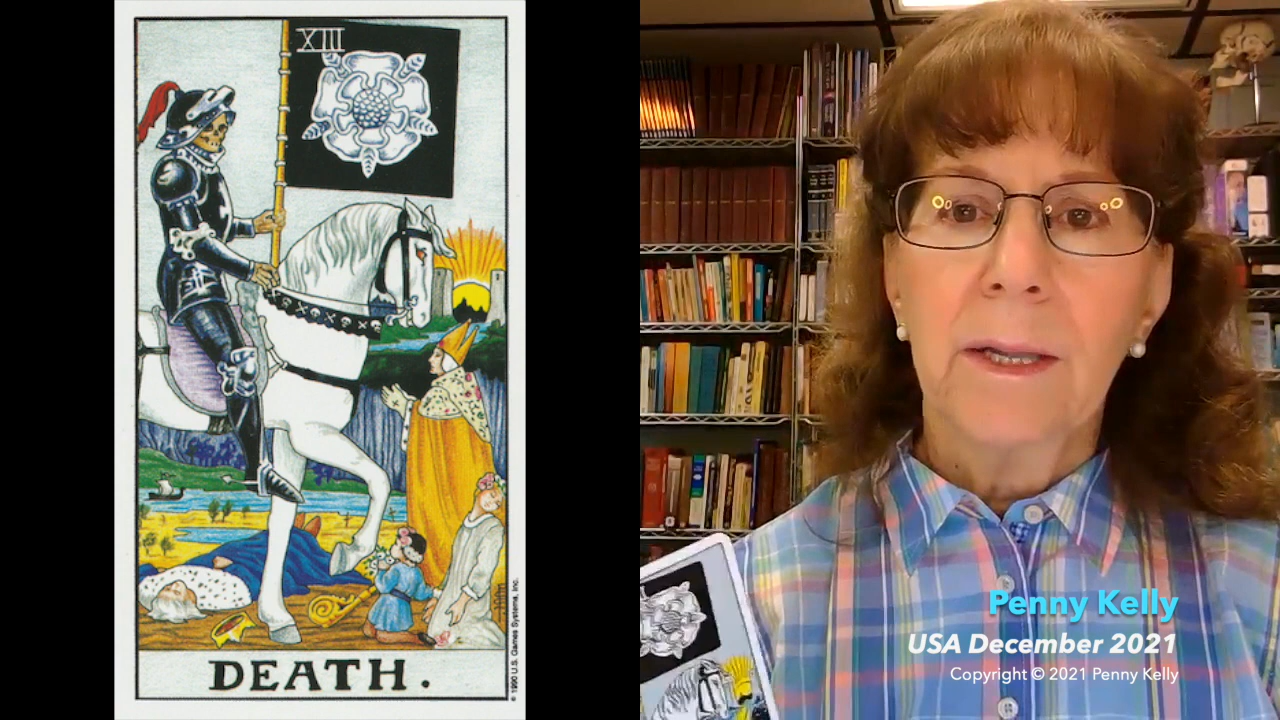 XIII
DEATH.
© 1990 U.S. Games Systems, Inc.
Penny Kelly
USA December 2021
Copyright © 2021 Penny Kelly